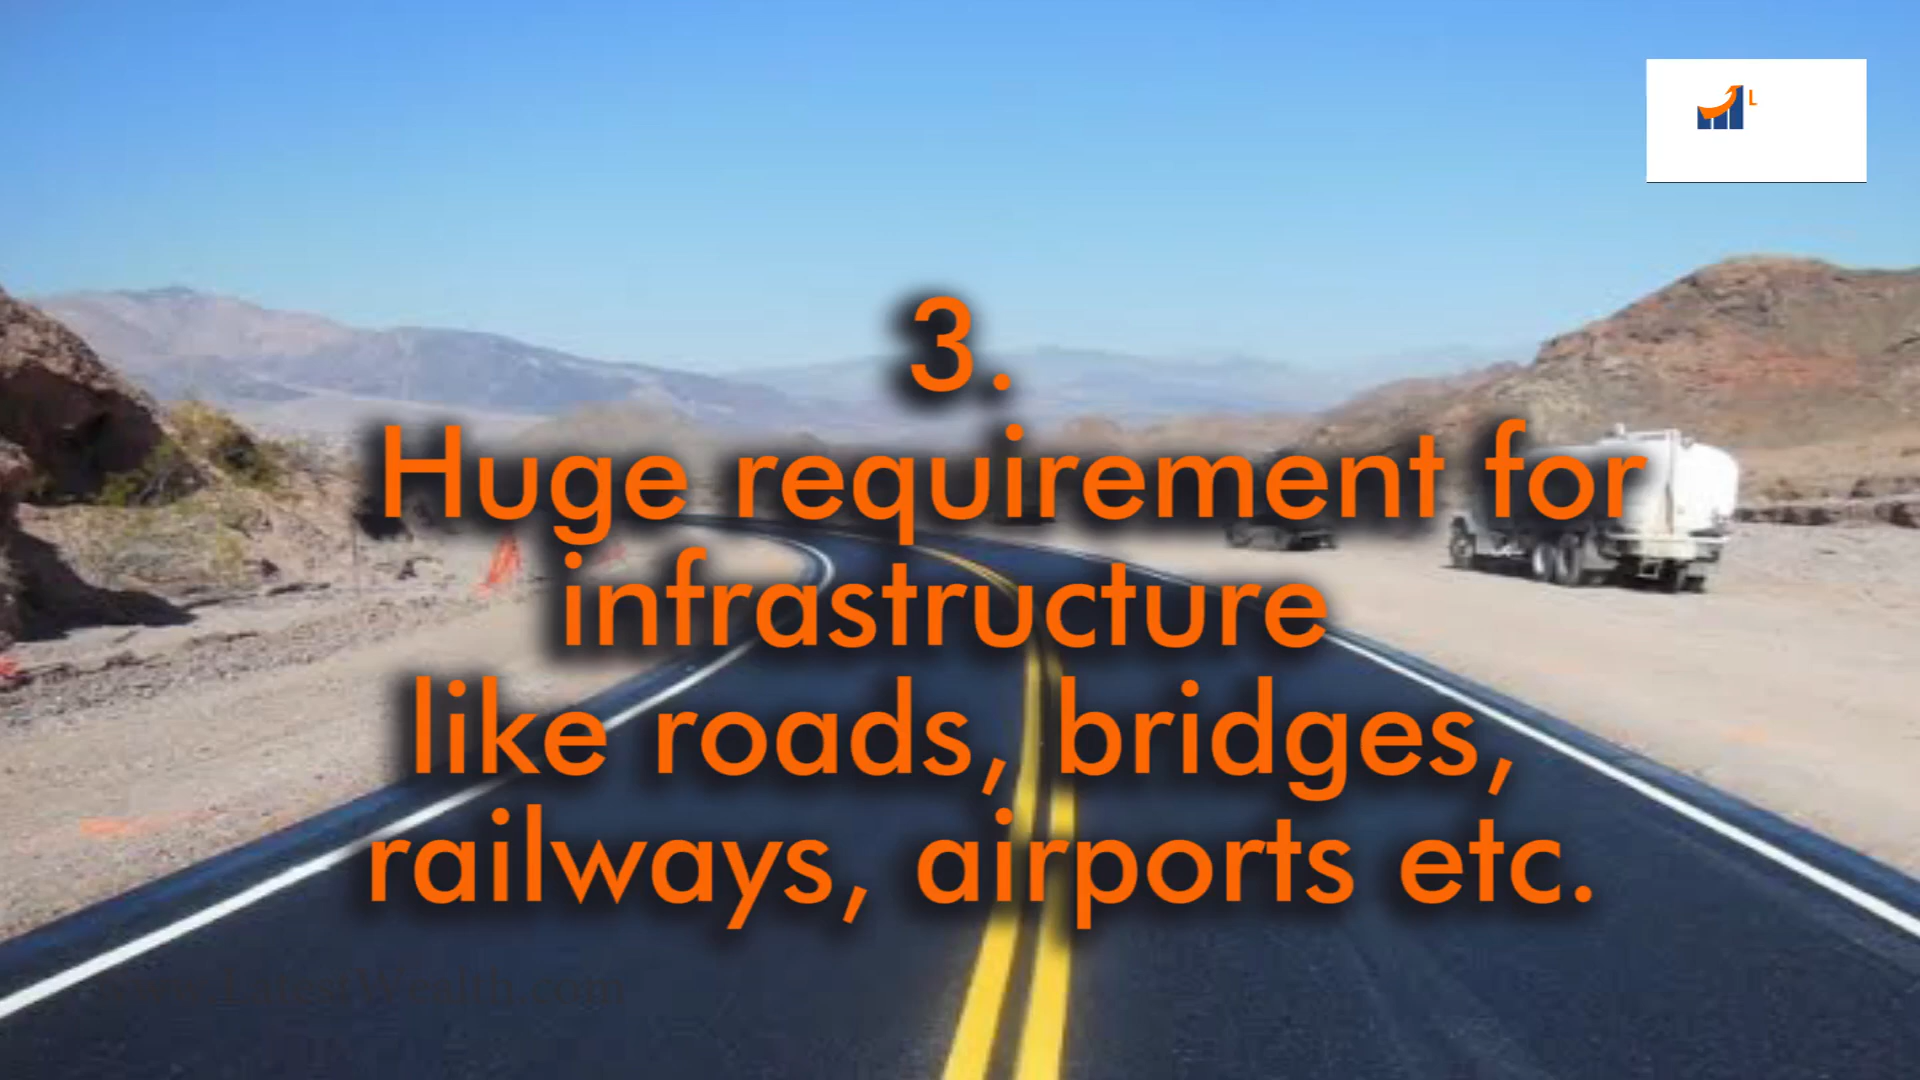 L
3.
Huge requirement for
infrastructure
like roads, bridges,
railways, airports etc.